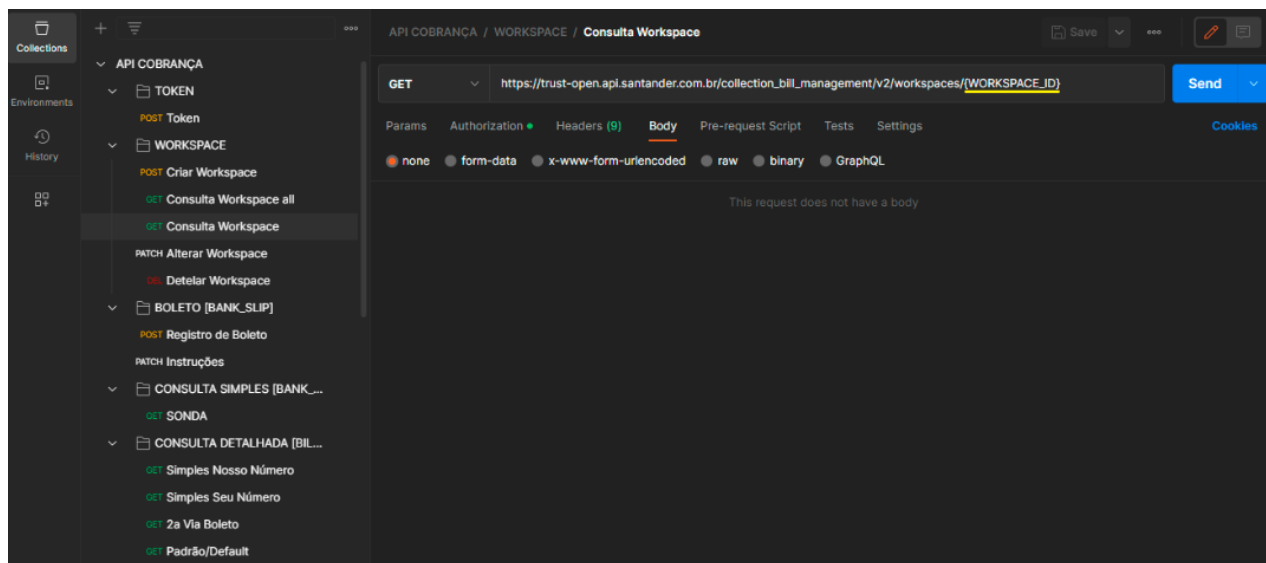 Collections
Environments
History
API COBRANÇA
TOKEN
POST Token
WORKSPACE
POST Criar Workspace
GET Consulta Workspace all
GET Consulta Workspace
PATCH Alterar Workspace
DEL Detelar Workspace
BOLETO [BANK_SLIP]
POST Registro de Boleto
PATCH Instruções
CONSULTA SIMPLES [BANK_...
GET SONDA
CONSULTA DETALHADA [BIL...
GET Simples Nosso Número
GET Simples Seu Número
GET 2a Via Boleto
GET Padrão/Default
API COBRANÇA / WORKSPACE / Consulta Workspace
Save
GET https://trust-open.api.santander.com.br/collection_bill_management/v2/workspaces/{WORKSPACE_ID}
Send
Params Authorization Headers (9) Body Pre-request Script Tests Settings Cookies
none form-data x-www-form-urlencoded raw binary GraphQL
This request does not have a body